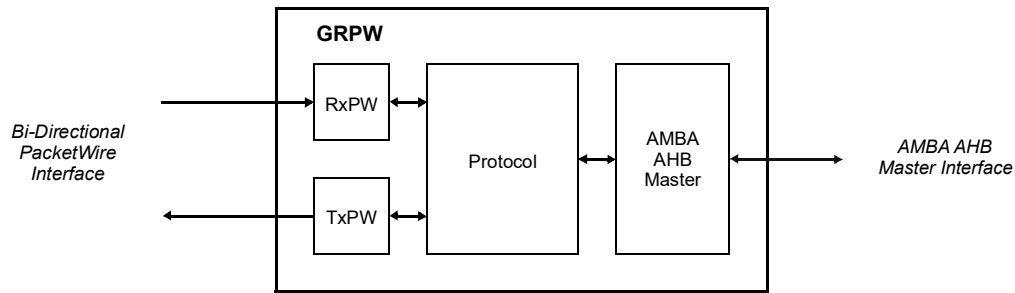 GRPW
RxPW
Bi-Directional
PacketWire
Interface
Protocol
AMBA
AHB
Master
AMBA AHB
Master Interface
TxPW